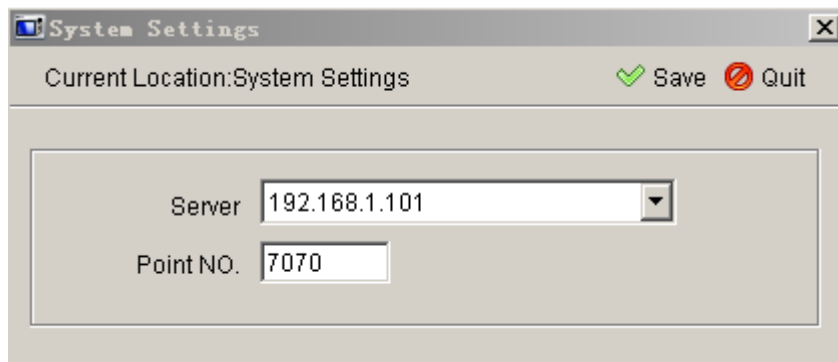 System Settings
Current Location:System Settings Save Quit
Server 192.168.1.101
Point NO. 7070